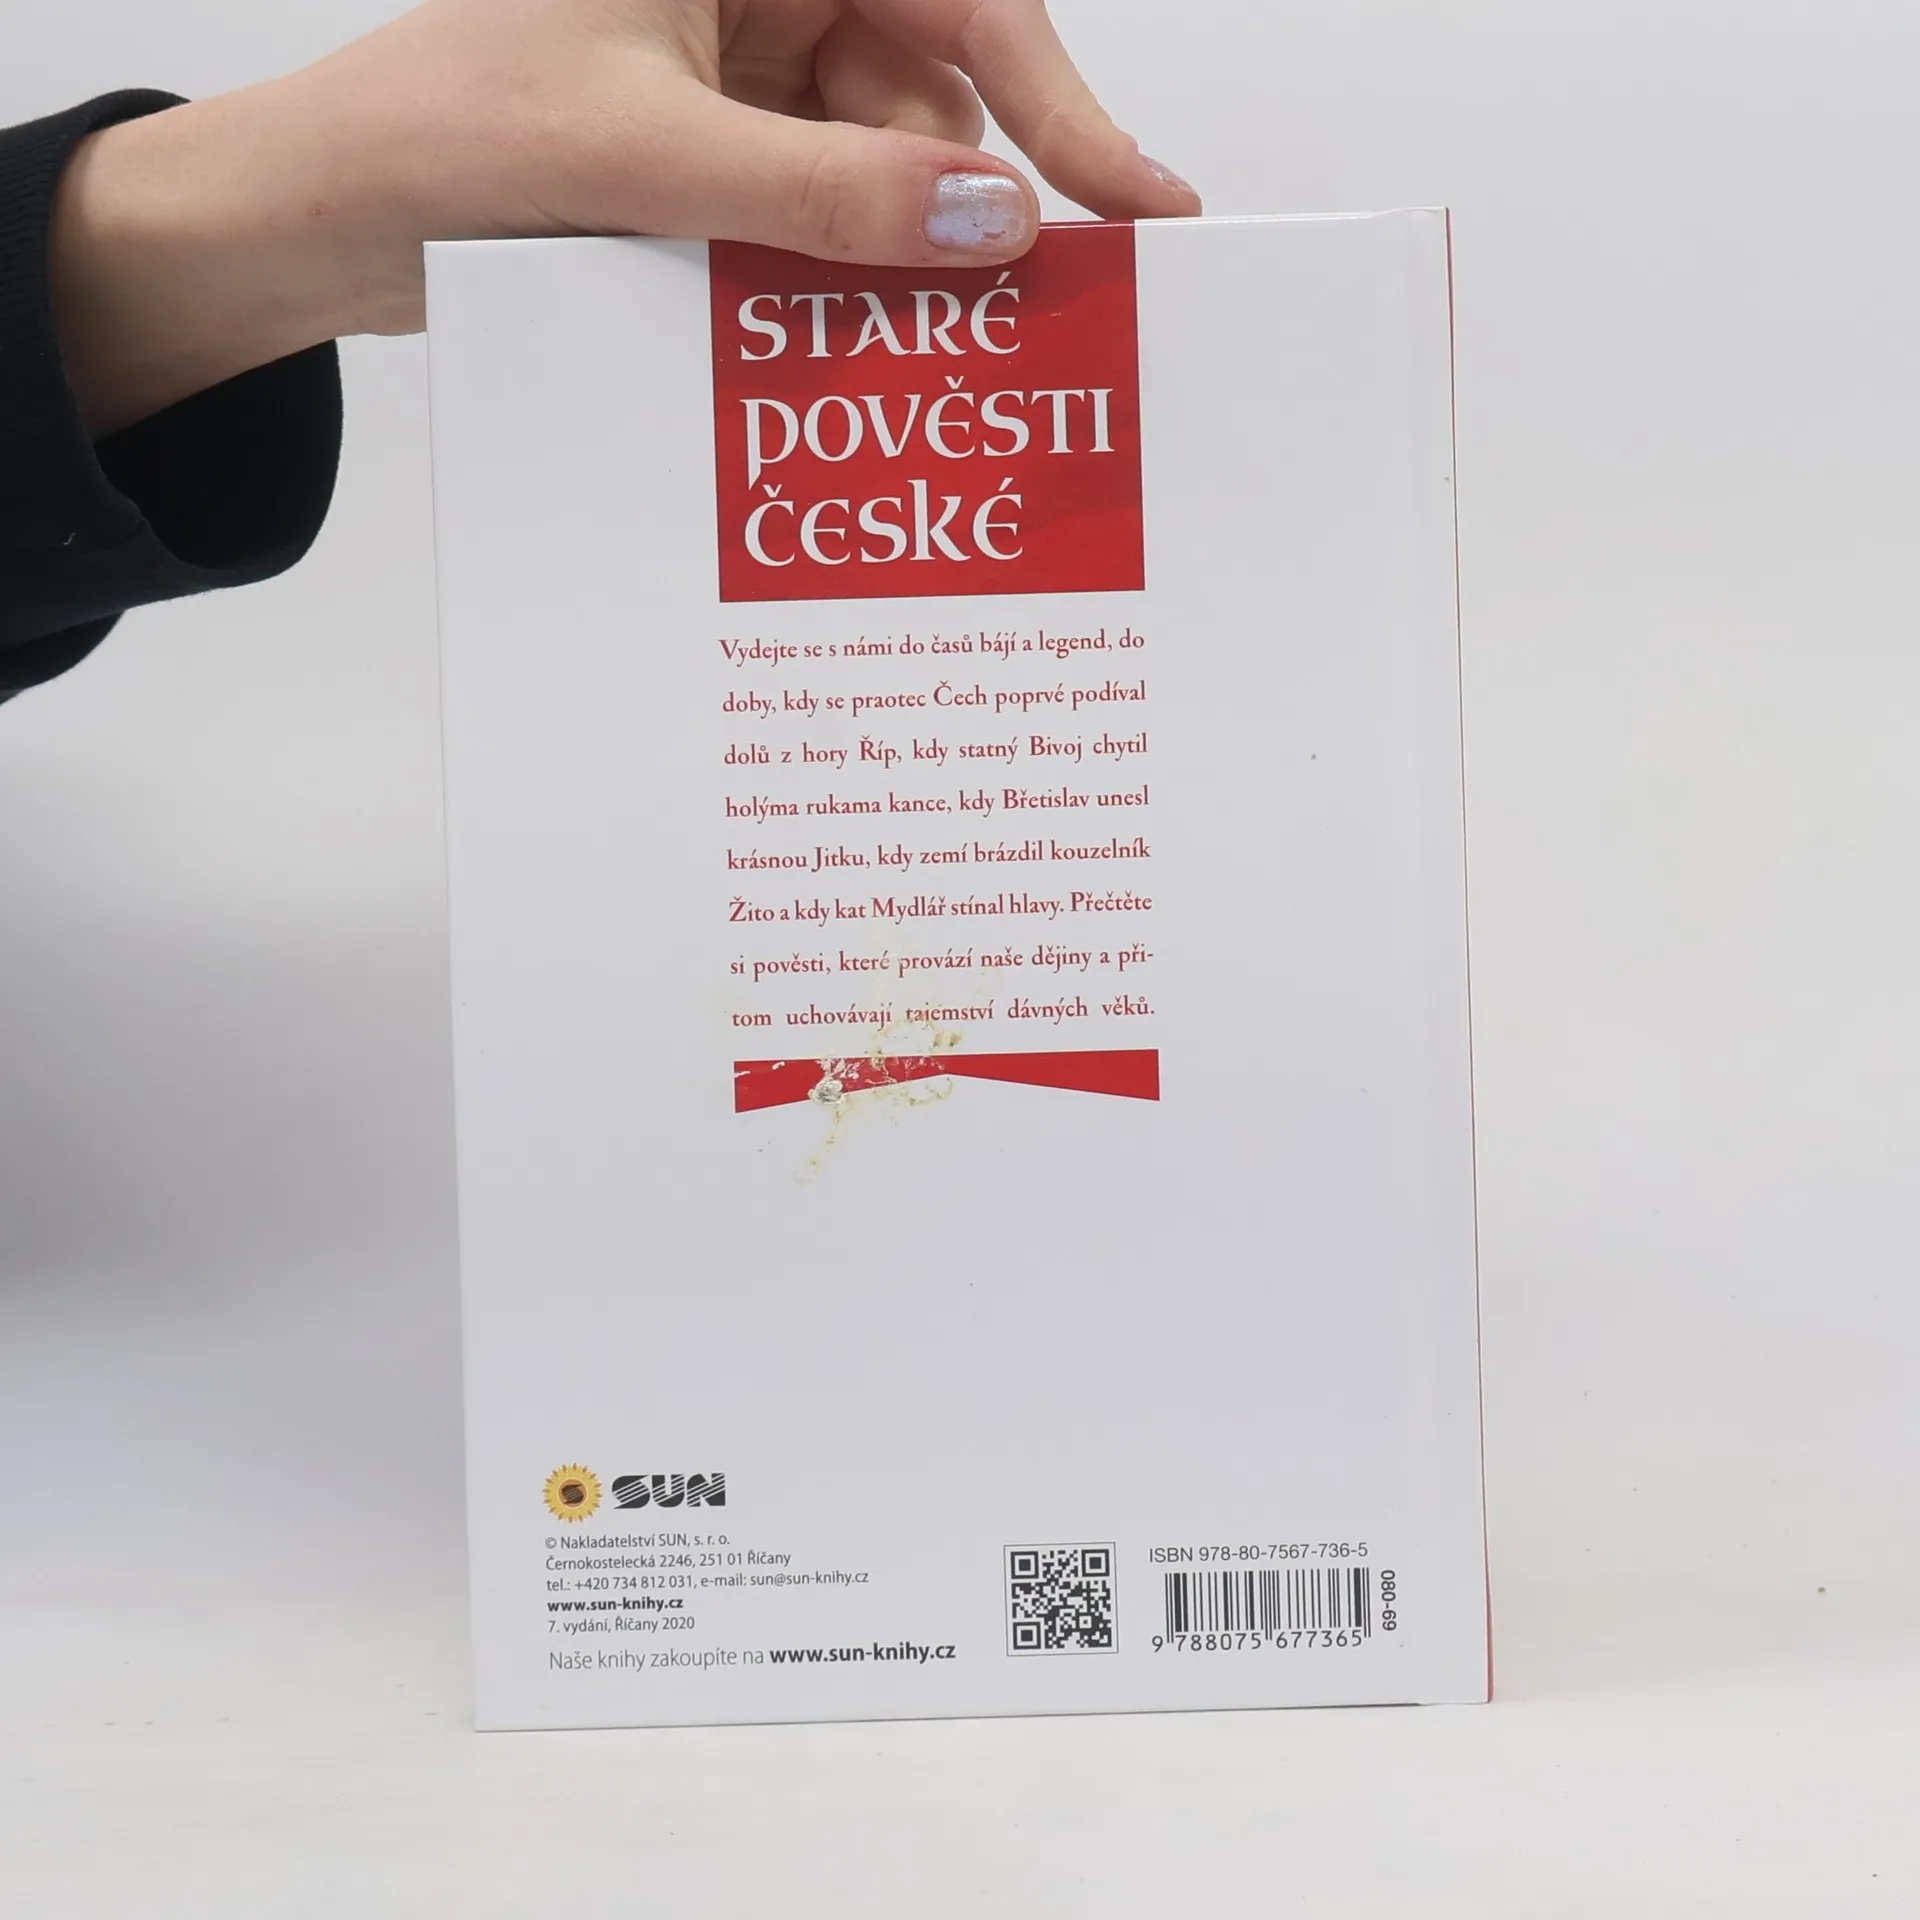 STARÉ
POVĚSTI
ČESKÉ
Vydejte se s námi do časů bájí a legend, do
doby, kdy se praotec Čech poprvé podíval
dolů z hory Říp, kdy statný Bivoj chytil
holýma rukama kance, kdy Břetislav unesl
krásnou Jitku, kdy zemí brázdil kouzelník
Žito a kdy kat Mydlář stínal hlavy. Přečtěte
si pověsti, které provází naše dějiny a při-
tom uchovávají tajemství dávných věků.
SUN
© Nakladatelství SUN, s. r. o.
Černokostelecká 2246, 251 01 Říčany
tel.: +420 734 812 031, e-mail: sun@sun-knihy.cz
www.sun-knihy.cz
7. vydání, Říčany 2020
Naše knihy zakoupíte na www.sun-knihy.cz
ISBN 978-80-7567-736-5
9 788075 677365
080-69